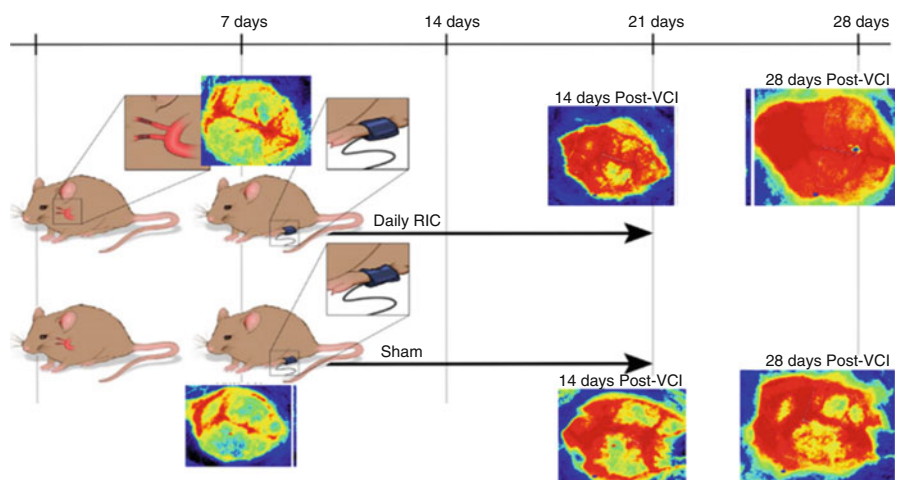 7 days
14 days
21 days
28 days
28 days Post-VCI
14 days Post-VCI
Daily RIC
Sham
14 days Post-VCI
28 days Post-VCI